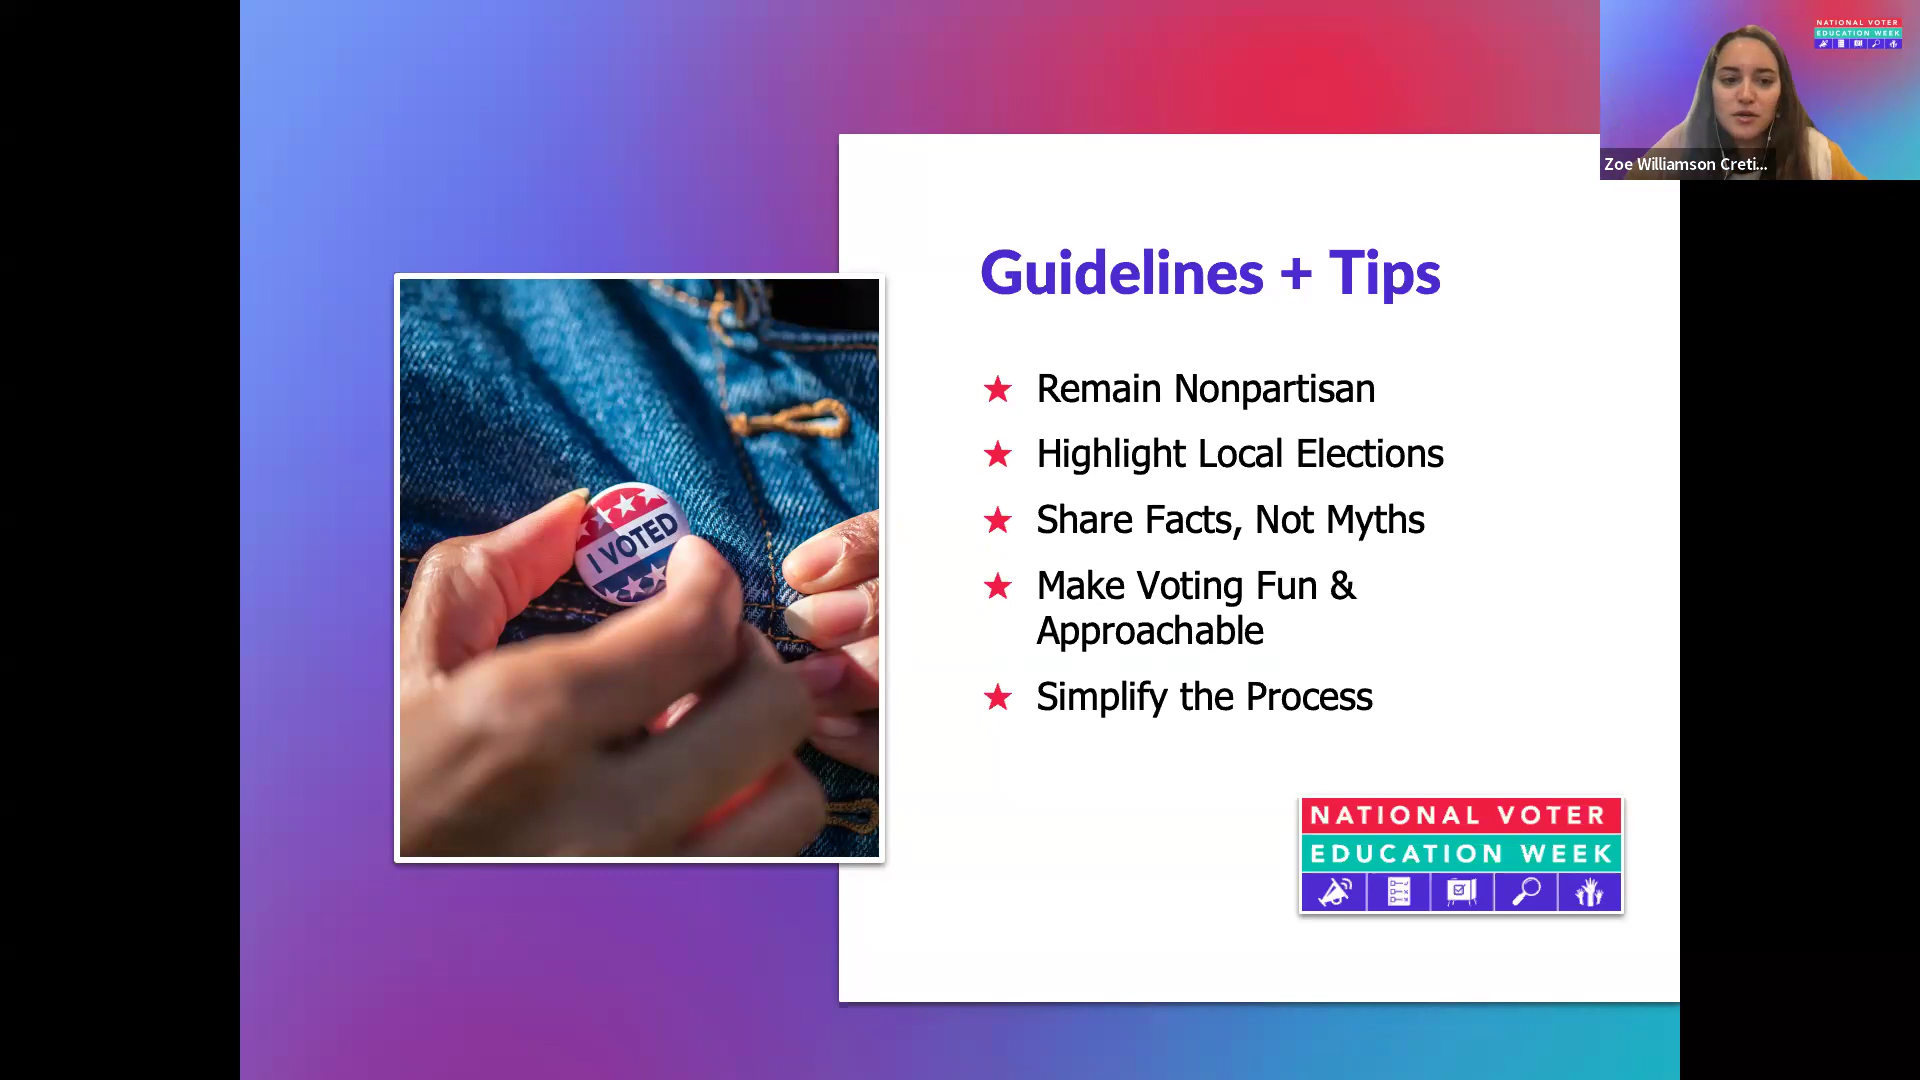 NATIONAL VOTER
EDUCATION WEEK
Zoe Williamson Creti...
Guidelines + Tips
Remain Nonpartisan
Highlight Local Elections
Share Facts, Not Myths
Make Voting Fun &
Approachable
Simplify the Process
I VOTED
NATIONAL VOTER
EDUCATION WEEK